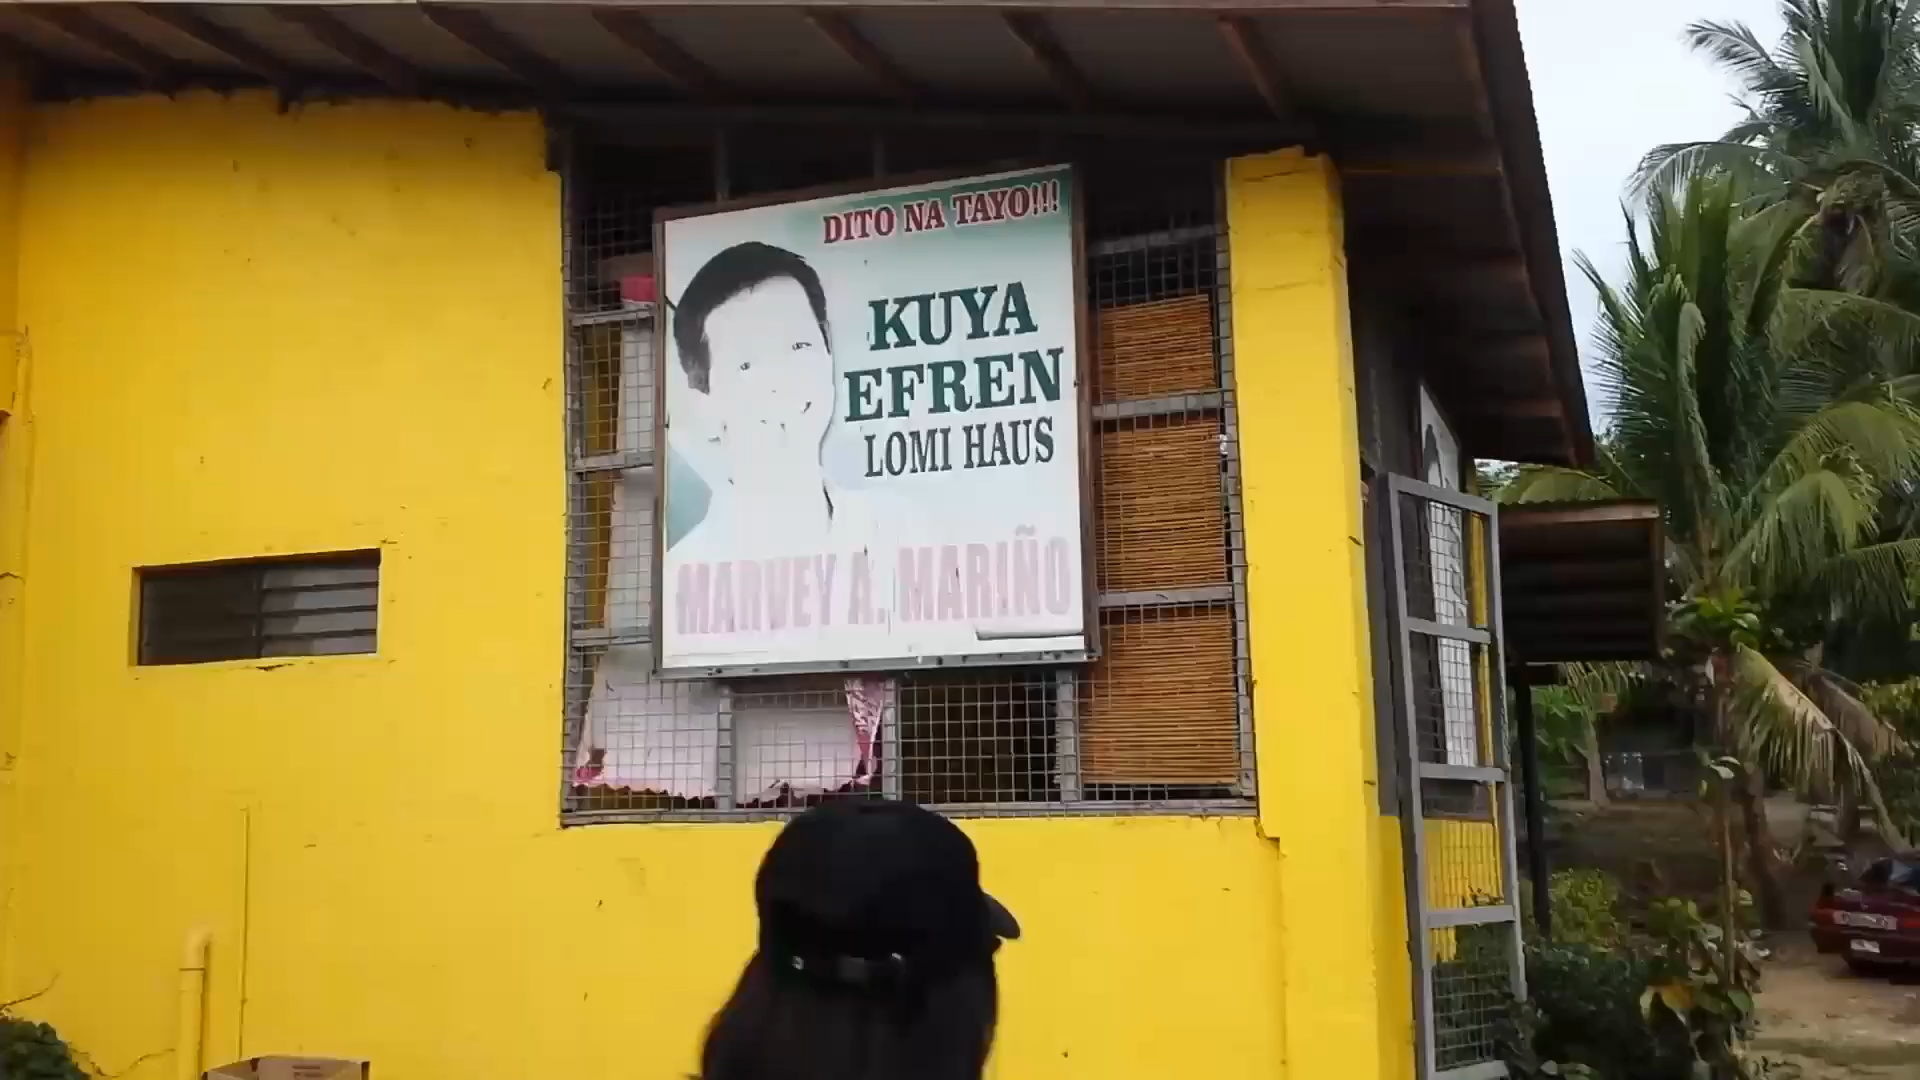 DITO NA TAYO!!!
KUYA
EFREN
LOMI HAUS
MARVEY A. MARIÑO